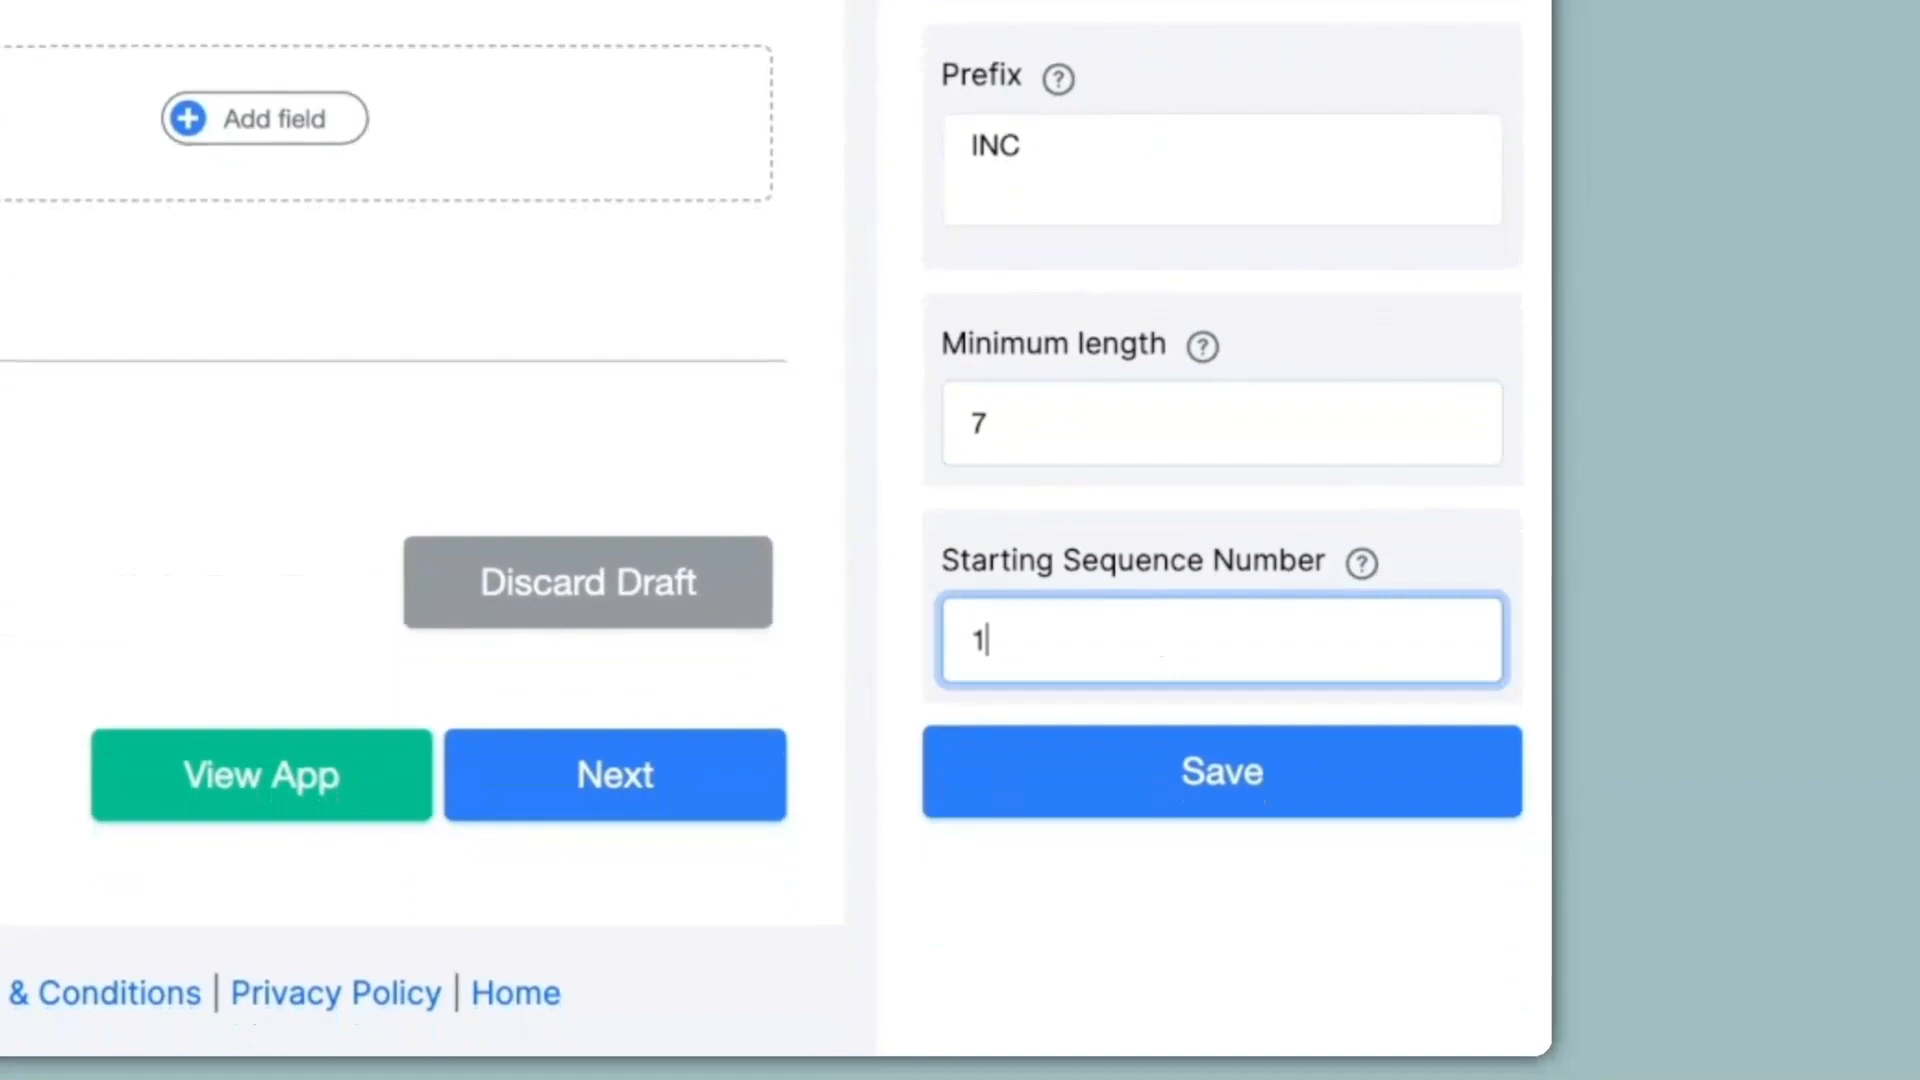 Add field
Discard Draft
View App
Next
& Conditions | Privacy Policy | Home
Prefix ?
INC
Minimum length ?
7
Starting Sequence Number ?
1
Save